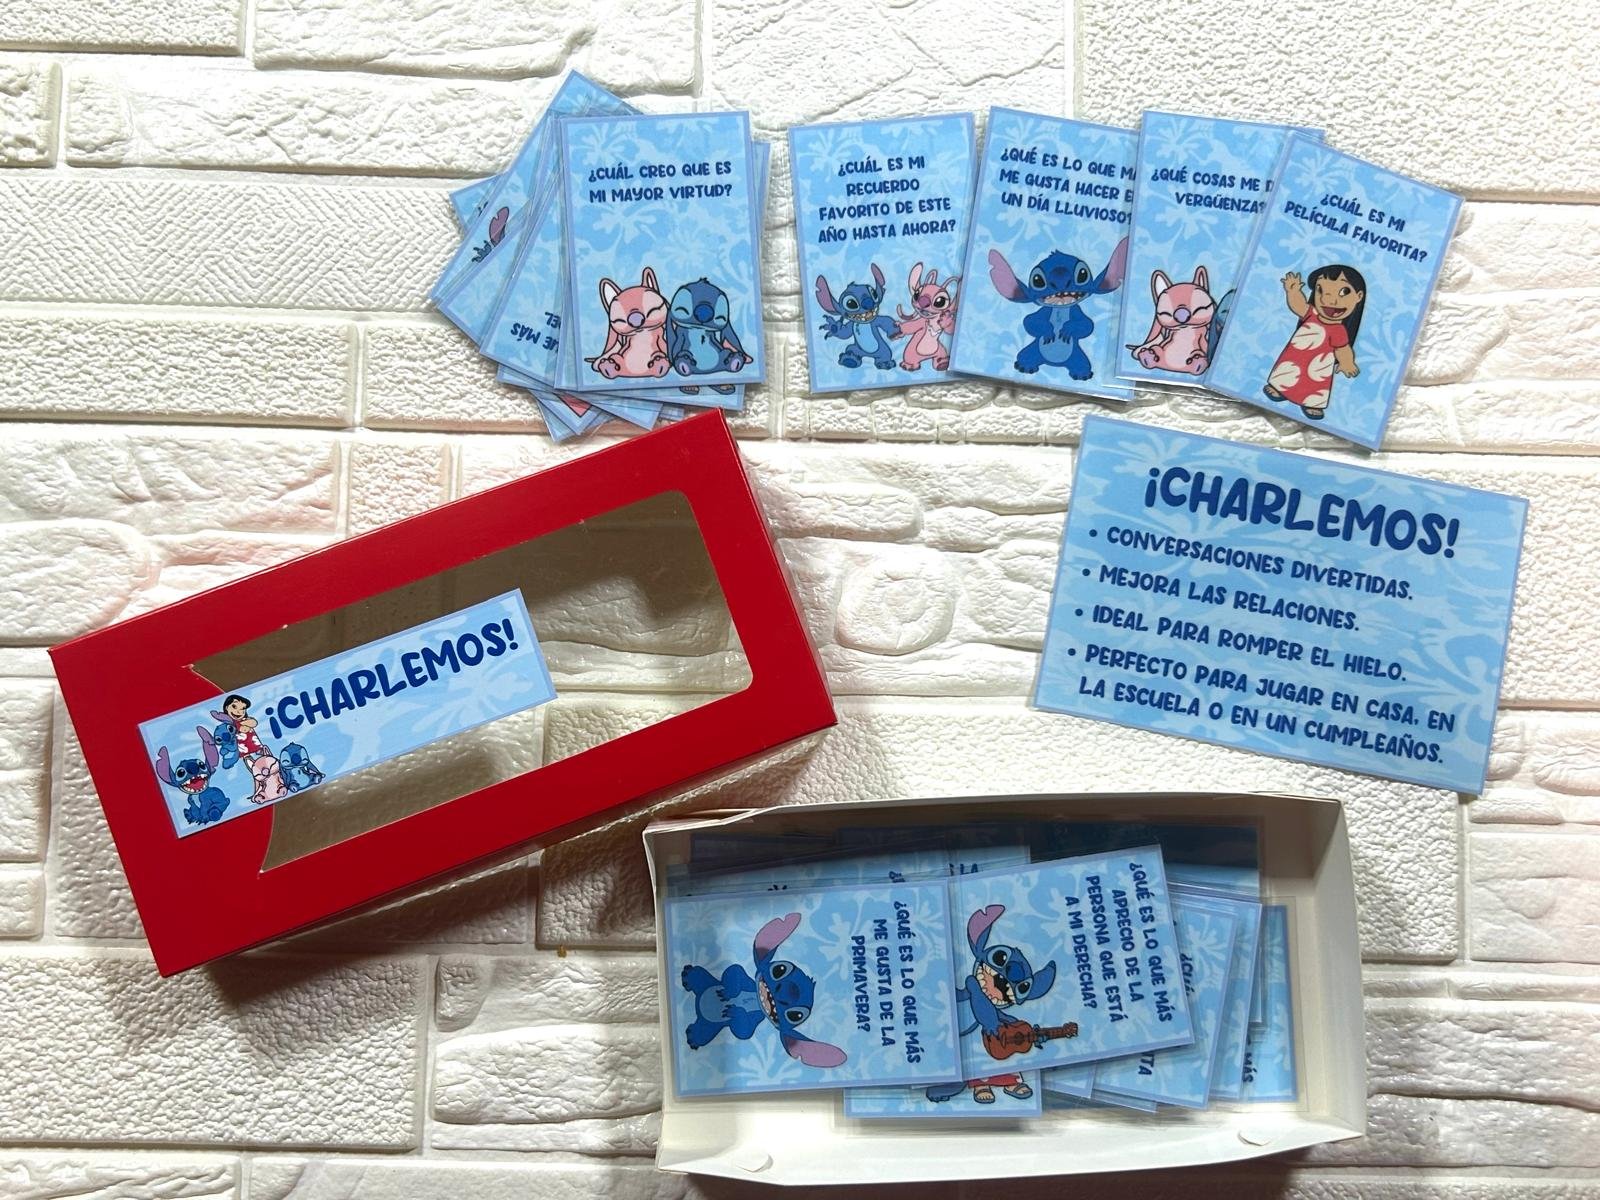 ¿CUÁL CREO QUE ES
MI MAYOR VIRTUD?
UE MÁS
¿CUÁL ES MI
RECUERDO
FAVORITO DE ESTE
AÑO HASTA AHORA?
¿QUÉ ES LO QUE M
ME GUSTA HACER E
UN DÍA LLUVIOSO?
¿QUÉ COSAS ME D
VERGÜENZA?
¿CUÁL ES MI
PELÍCULA FAVORITA?
¡CHARLEMOS!
¡CHARLEMOS!
• CONVERSACIONES DIVERTIDAS.
• MEJORA LAS RELACIONES.
• IDEAL PARA ROMPER EL HIELO.
• PERFECTO PARA JUGAR EN CASA, EN
LA ESCUELA O EN UN CUMPLEAÑOS.
¿QUÉ ES LO QUE MÁS
ME GUSTA DE LA
PRIMAVERA?
¿QUÉ ES LO QUE MÁS
APRECIO DE LA
PERSONA QUE ESTÁ
A MI DERECHA?
¿CUÁ
MÁS